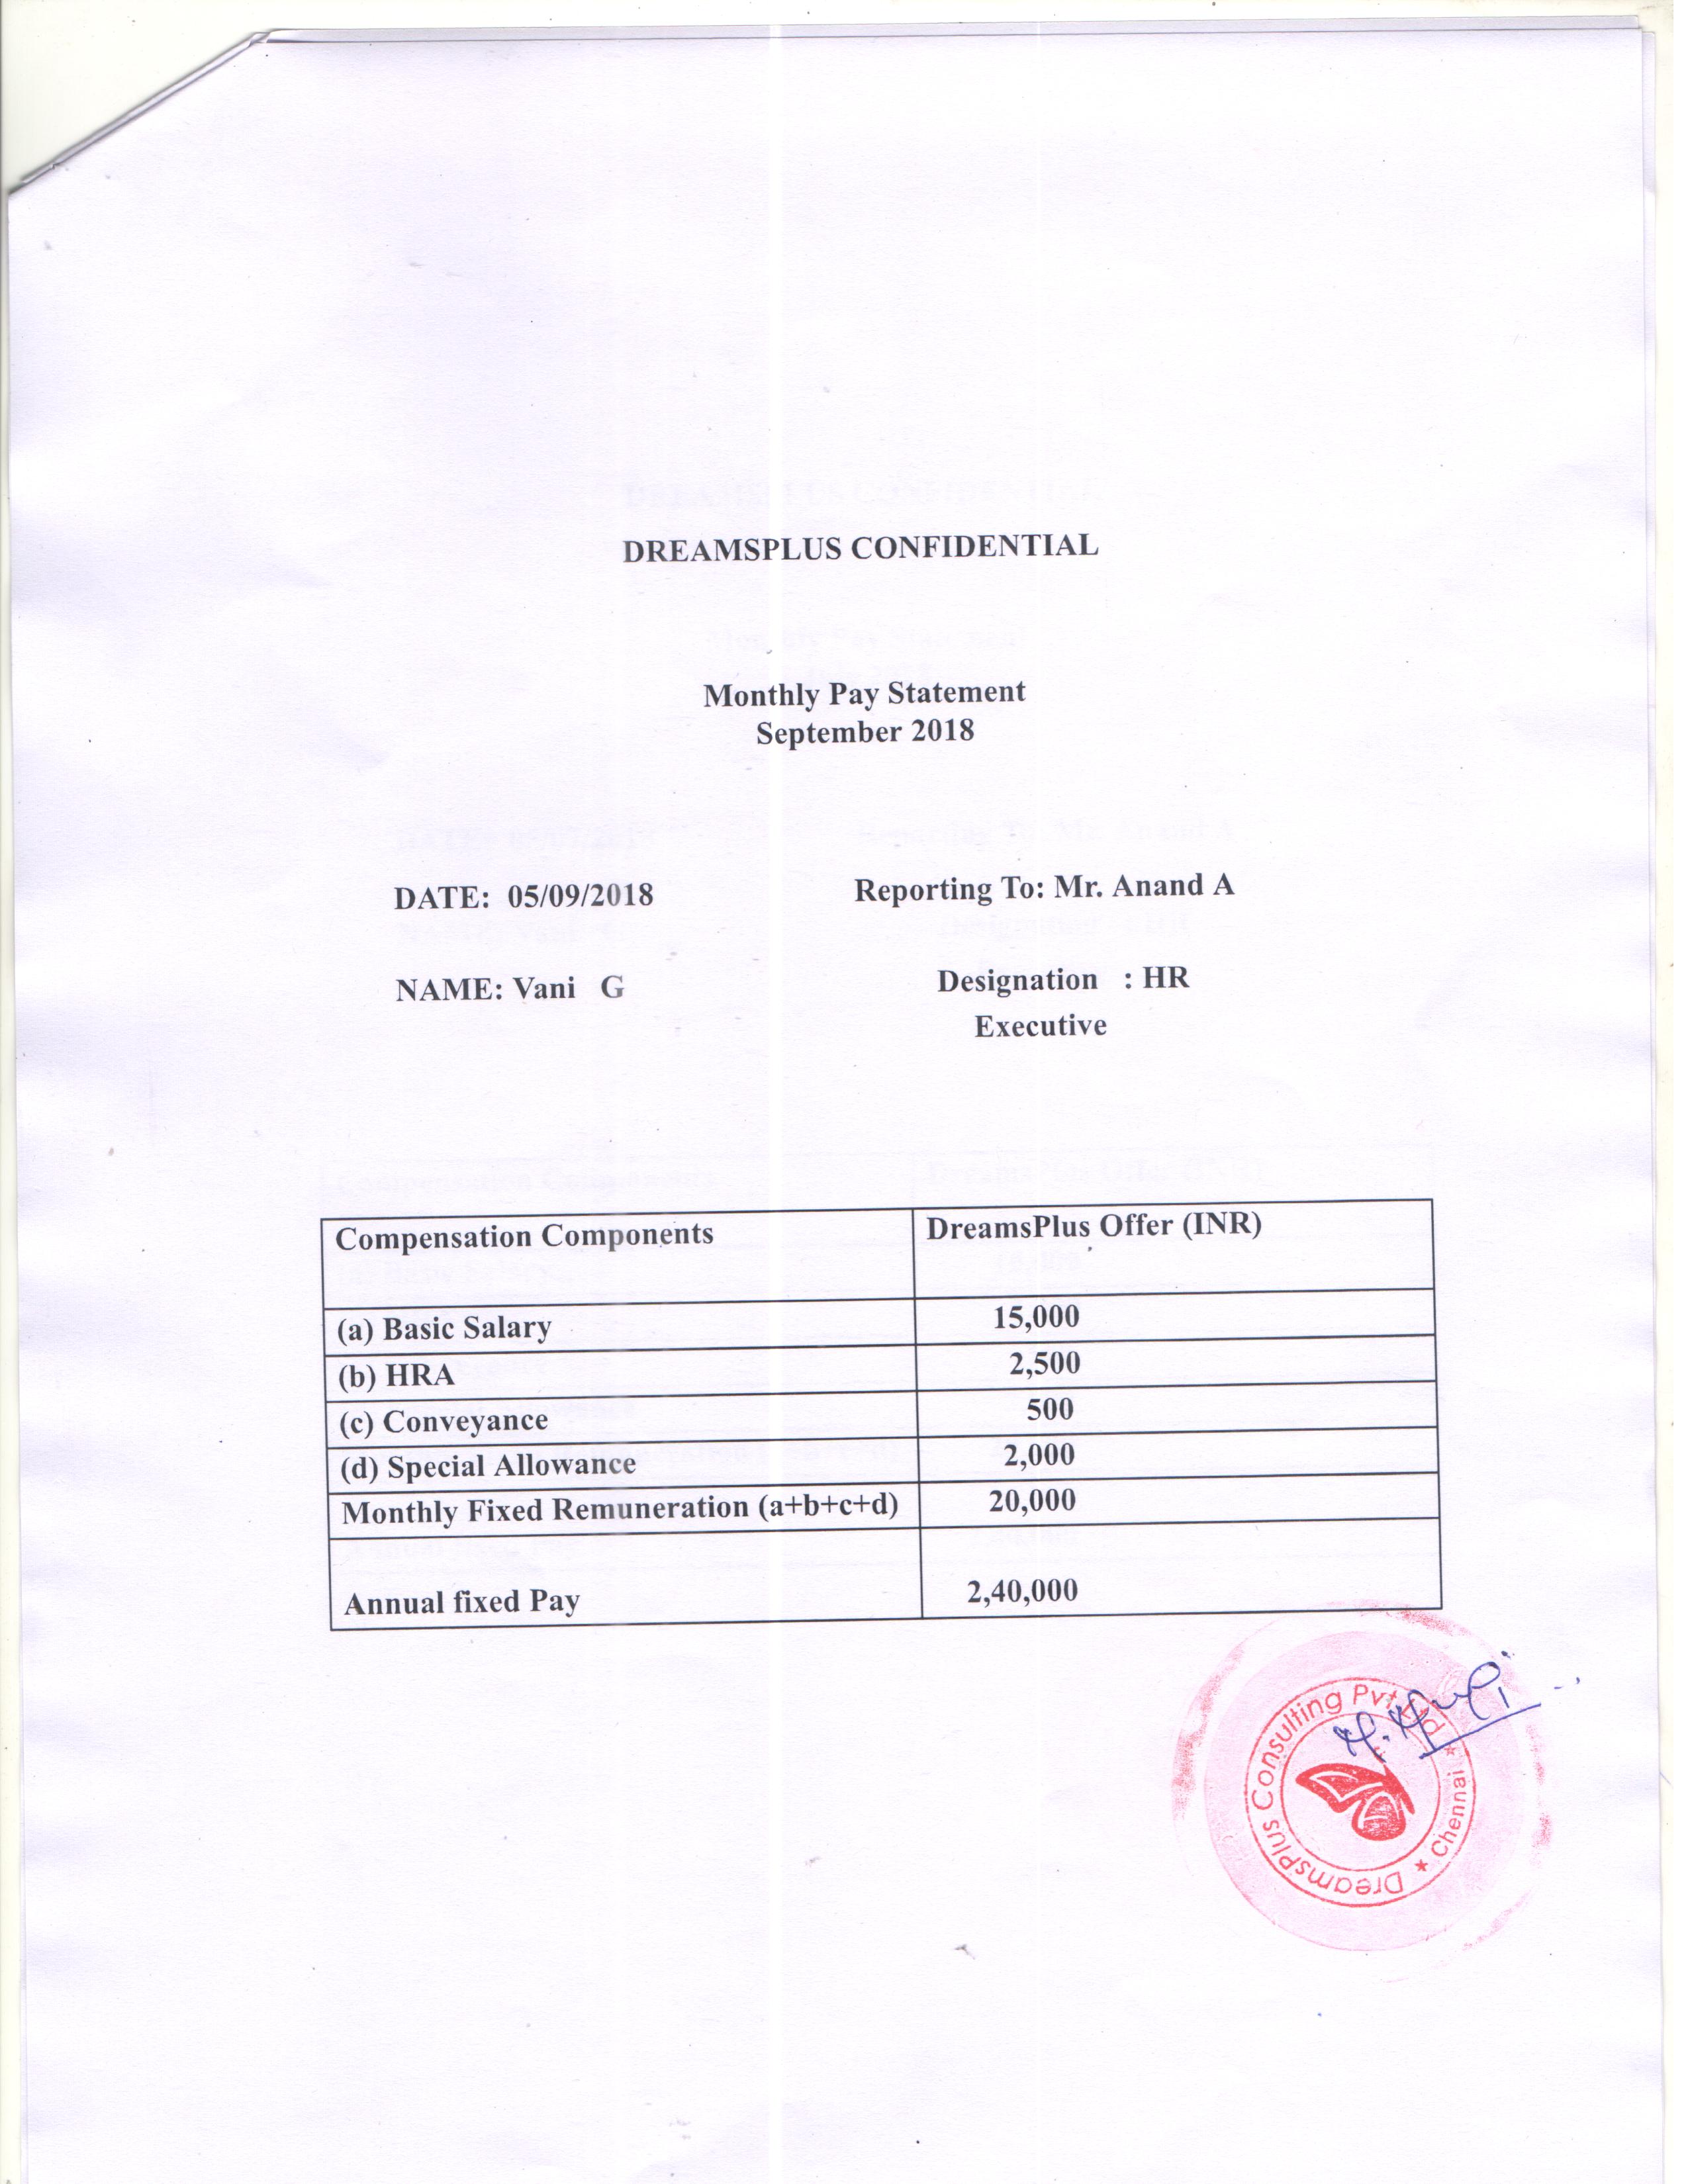 DREAMSPLUS CONFIDENTIAL
Monthly Pay Statement
September 2018
DATE: 05/09/2018 Reporting To: Mr. Anand A
NAME: Vani G Designation : HR
Executive
Compensation Components DreamsPlus Offer (INR)
(a) Basic Salary 15,000
(b) HRA 2,500
(c) Conveyance 500
(d) Special Allowance 2,000
Monthly Fixed Remuneration (a+b+c+d) 20,000
Annual fixed Pay 2,40,000
DreamsPlus Consulting Pvt Ltd ★ Chennai ★